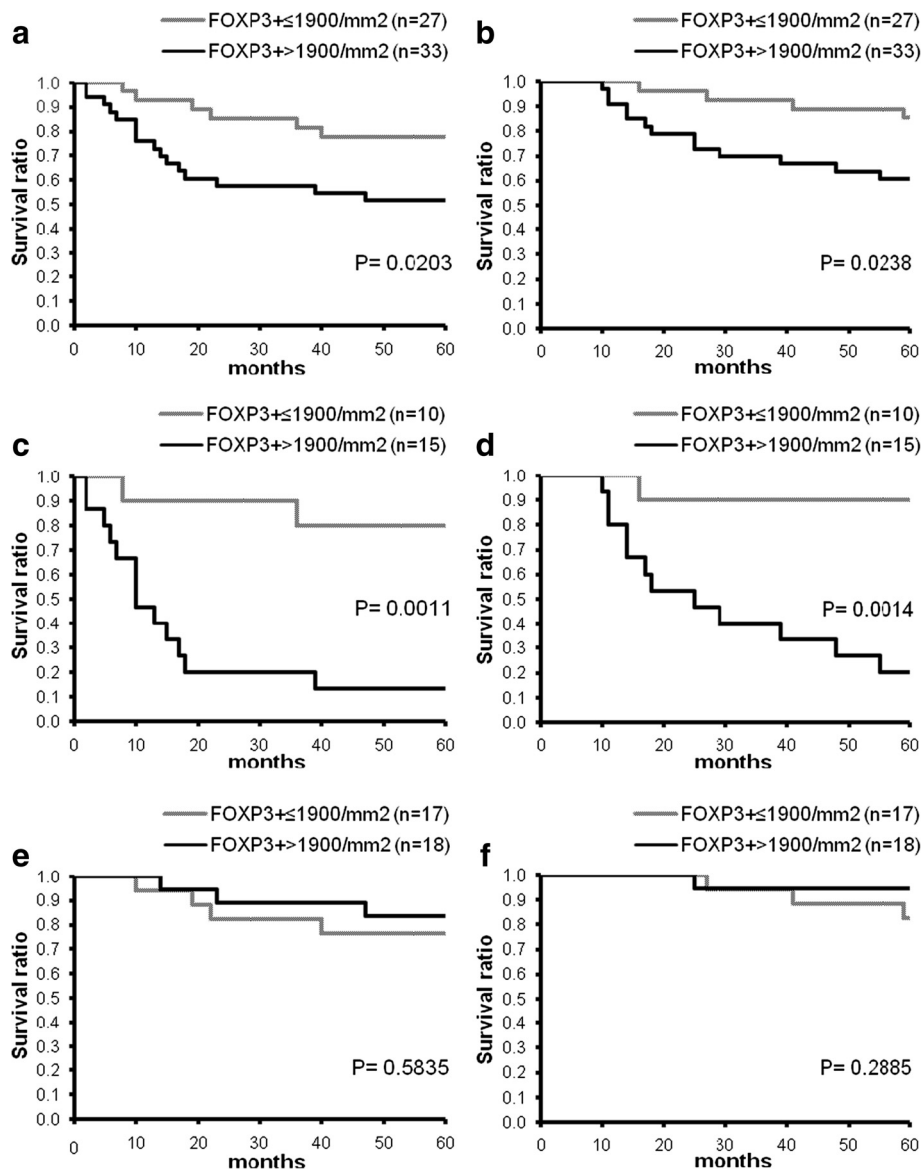 a
FOXP3+≤1900/mm2 (n=27)
FOXP3+>1900/mm2 (n=33)
1.0
0.9
0.8
0.7
0.6
0.5
0.4
0.3
0.2
0.1
0.0
Survival ratio
P= 0.0203
0 10 20 30 40 50 60
months
b
FOXP3+≤1900/mm2 (n=27)
FOXP3+>1900/mm2 (n=33)
1.0
0.9
0.8
0.7
0.6
0.5
0.4
0.3
0.2
0.1
0.0
Survival ratio
P= 0.0238
0 10 20 30 40 50 60
months
c
FOXP3+≤1900/mm2 (n=10)
FOXP3+>1900/mm2 (n=15)
1.0
0.9
0.8
0.7
0.6
0.5
0.4
0.3
0.2
0.1
0.0
Survival ratio
P= 0.0011
0 10 20 30 40 50 60
months
d
FOXP3+≤1900/mm2 (n=10)
FOXP3+>1900/mm2 (n=15)
1.0
0.9
0.8
0.7
0.6
0.5
0.4
0.3
0.2
0.1
0.0
Survival ratio
P= 0.0014
0 10 20 30 40 50 60
months
e
FOXP3+≤1900/mm2 (n=17)
FOXP3+>1900/mm2 (n=18)
1.0
0.9
0.8
0.7
0.6
0.5
0.4
0.3
0.2
0.1
0.0
Survival ratio
P= 0.5835
0 10 20 30 40 50 60
months
f
FOXP3+≤1900/mm2 (n=17)
FOXP3+>1900/mm2 (n=18)
1.0
0.9
0.8
0.7
0.6
0.5
0.4
0.3
0.2
0.1
0.0
Survival ratio
P= 0.2885
0 10 20 30 40 50 60
months